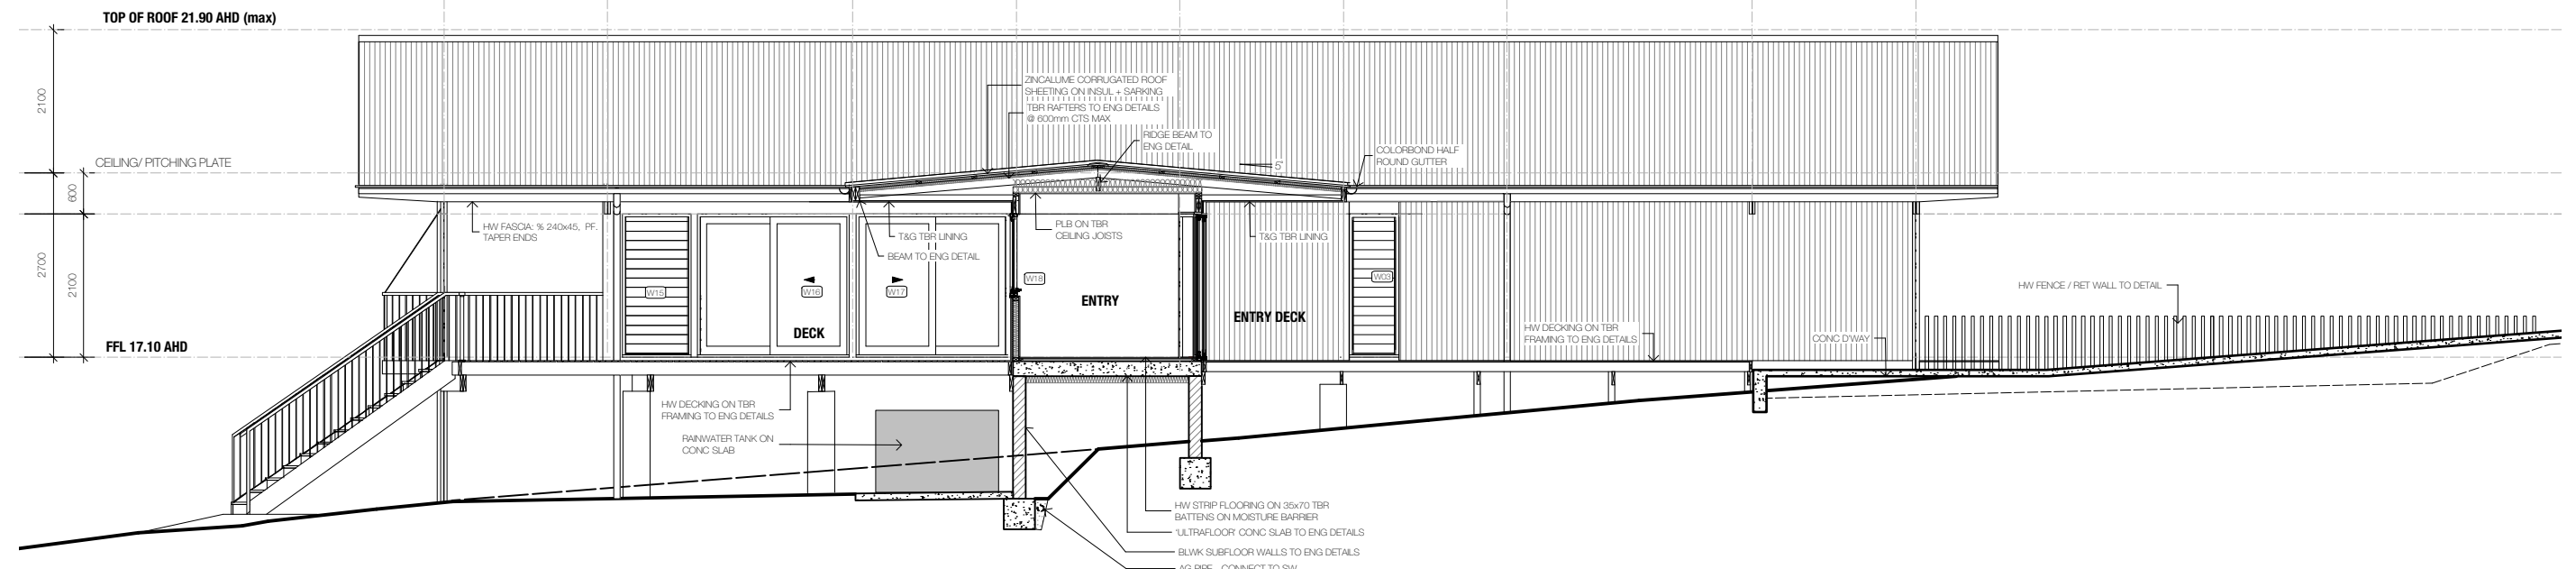 TOP OF ROOF 21.90 AHD (max)
2100
CEILING/ PITCHING PLATE
600
2700
2100
FFL 17.10 AHD
ZINCALUME CORRUGATED ROOF
SHEETING ON INSUL + SARKING
TBR RAFTERS TO ENG DETAILS
@ 600mm CTS MAX
RIDGE BEAM TO
ENG DETAIL
5°
COLORBOND HALF
ROUND GUTTER
HW FASCIA: % 240x45, PF.
TAPER ENDS
T&G TBR LINING
BEAM TO ENG DETAIL
PLB ON TBR
CEILING JOISTS
T&G TBR LINING
W15
W16
W17
W18
W03
DECK
ENTRY
ENTRY DECK
HW FENCE / RET WALL TO DETAIL
HW DECKING ON TBR
FRAMING TO ENG DETAILS
CONC D'WAY
HW DECKING ON TBR
FRAMING TO ENG DETAILS
RAINWATER TANK ON
CONC SLAB
HW STRIP FLOORING ON 35x70 TBR
BATTENS ON MOISTURE BARRIER
'ULTRAFLOOR' CONC SLAB TO ENG DETAILS
BLWK SUBFLOOR WALLS TO ENG DETAILS
AG PIPE - CONNECT TO SW